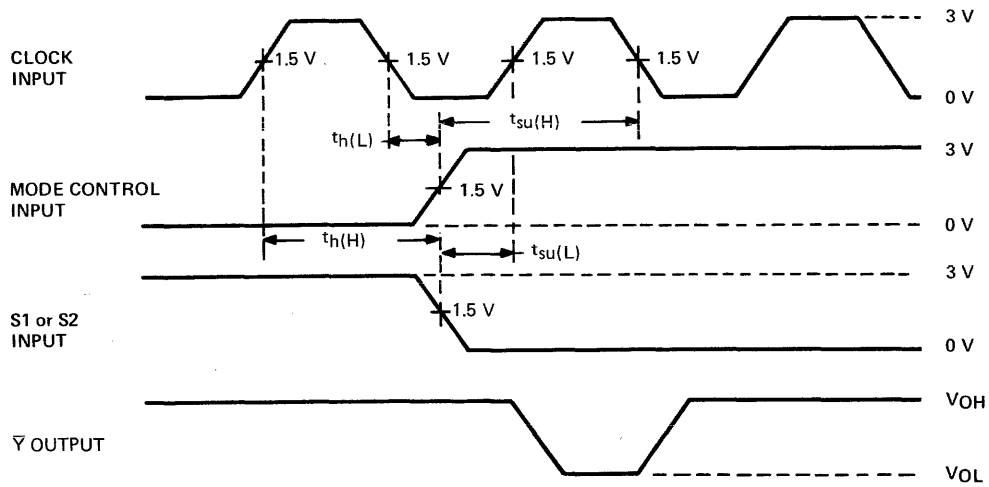 CLOCK
INPUT
1.5 V
1.5 V
1.5 V
1.5 V
3 V
0 V
th(L)
tsu(H)
MODE CONTROL
INPUT
1.5 V
3 V
0 V
th(H)
tsu(L)
S1 or S2
INPUT
1.5 V
3 V
0 V
Y̅ OUTPUT
VOH
VOL